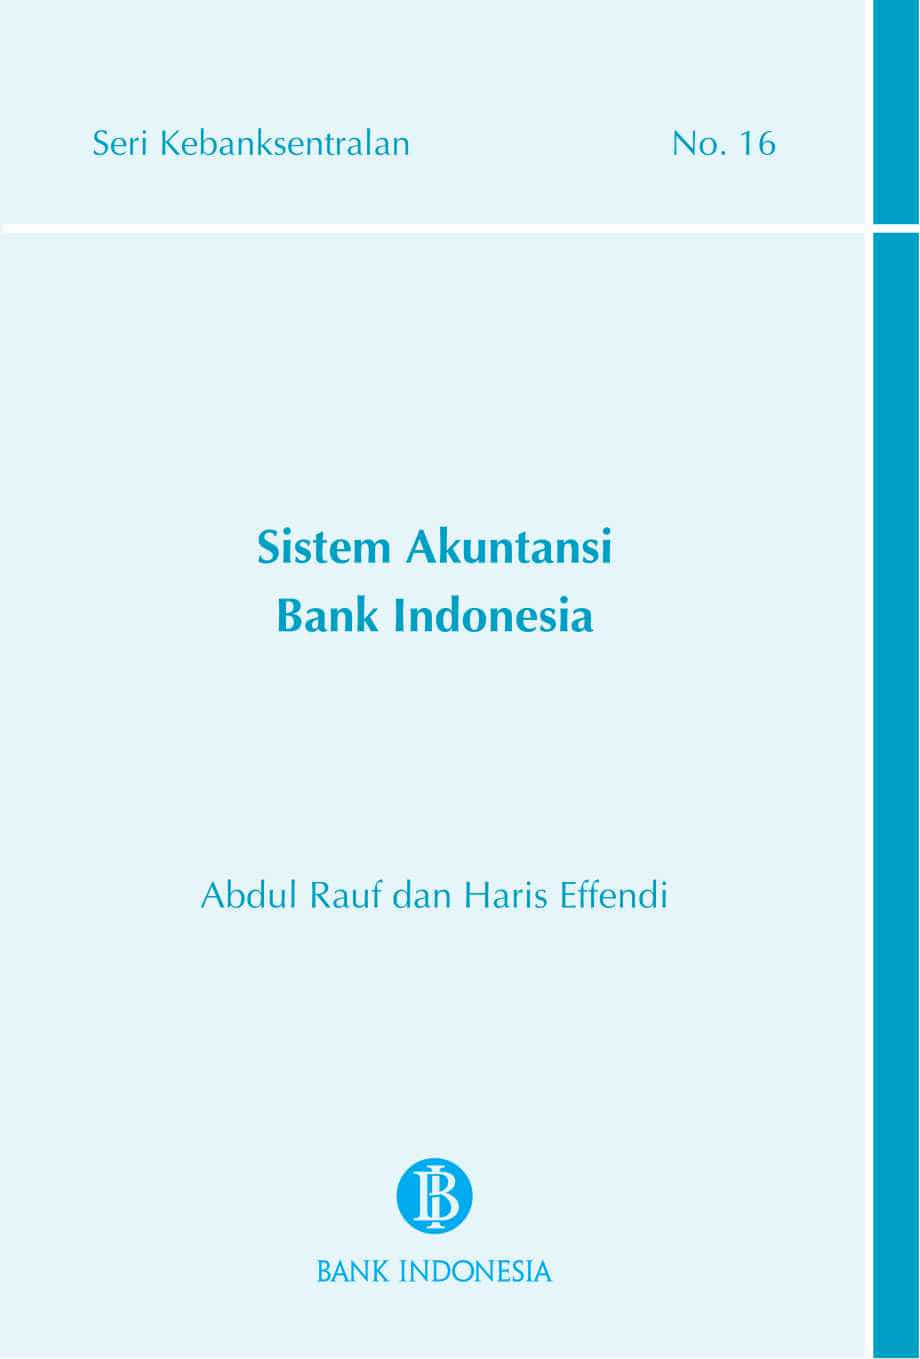 Seri Kebanksentralan No. 16
Sistem Akuntansi
Bank Indonesia
Abdul Rauf dan Haris Effendi
BI
BANK INDONESIA